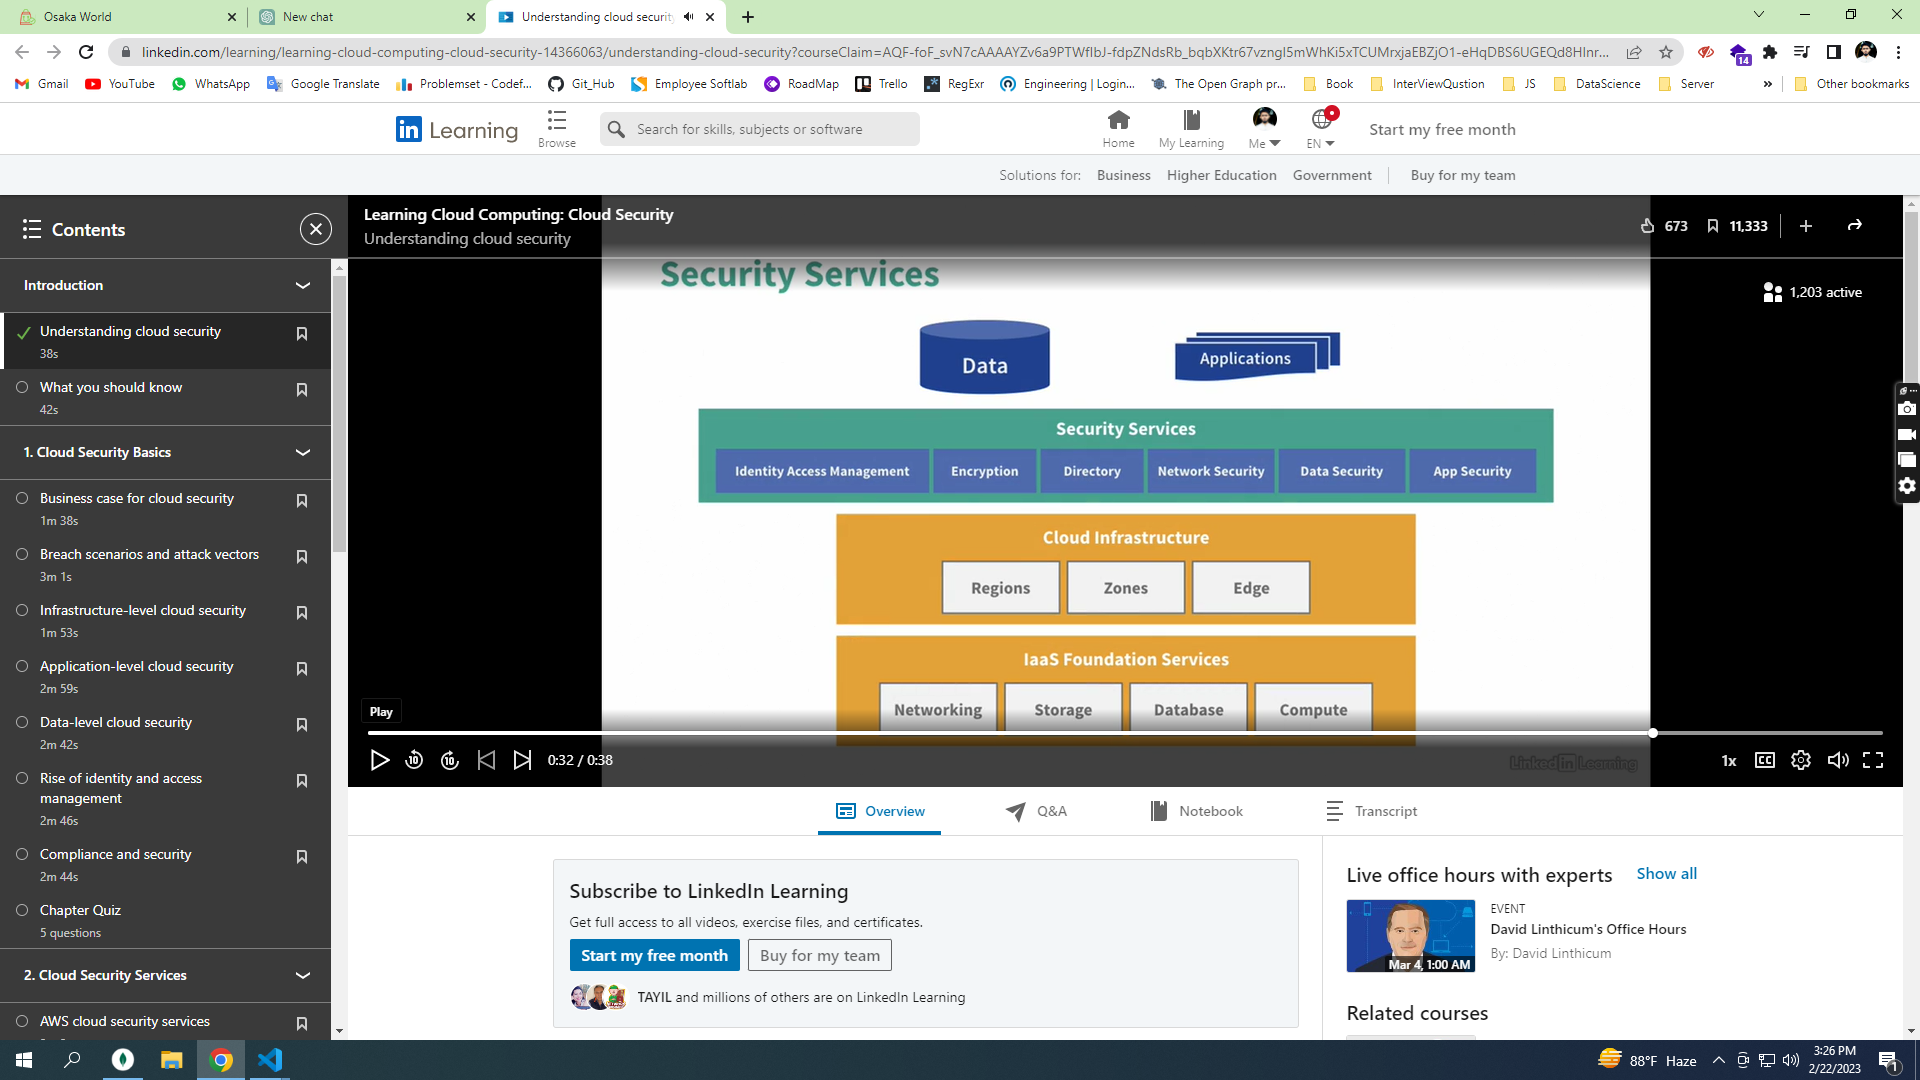 Osaka World
New chat
Understanding cloud securit
linkedin.com/learning/learning-cloud-computing-cloud-security-14366063/understanding-cloud-security?courseClaim=
14
Gmail
YouTube
WhatsApp
Google Translate
Problemset - Codef...
Git_Hub
Employee Softlab
RoadMap
Trello
RegExr
Engineering | Login...
The Open Graph pr...
Book
InterViewQustion
JS
DataScience
Server
»
Other bookmarks
in Learning
Browse
Search for skills, subjects or software
Home
My Learning
Me
EN
Start my free month
Solutions for:
Business
Higher Education
Government
Buy for my team
Contents
Introduction
Understanding cloud security
38s
What you should know
42s
1. Cloud Security Basics
Business case for cloud security
1m 38s
Breach scenarios and attack vectors
3m 1s
Infrastructure-level cloud security
1m 53s
Application-level cloud security
2m 59s
Data-level cloud security
2m 42s
Rise of identity and access
management
2m 46s
Compliance and security
2m 44s
Chapter Quiz
5 questions
2. Cloud Security Services
AWS cloud security services
Learning Cloud Computing: Cloud Security
Understanding cloud security
673
11,333
1,203 active
Security Services
Data
Applications
Security Services
Identity Access Management
Encryption
Directory
Network Security
Data Security
App Security
Cloud Infrastructure
Regions
Zones
Edge
IaaS Foundation Services
Networking
Storage
Database
Compute
Play
10
10
0:32 / 0:38
Linked in Learning
1x
CC
Overview
Q&A
Notebook
Transcript
Subscribe to LinkedIn Learning
Get full access to all videos, exercise files, and certificates.
Start my free month
Buy for my team
TAYIL and millions of others are on LinkedIn Learning
Live office hours with experts
Show all
Mar 4, 1:00 AM
EVENT
David Linthicum's Office Hours
By: David Linthicum
Related courses
88°F Haze
3:26 PM
2/22/2023
1